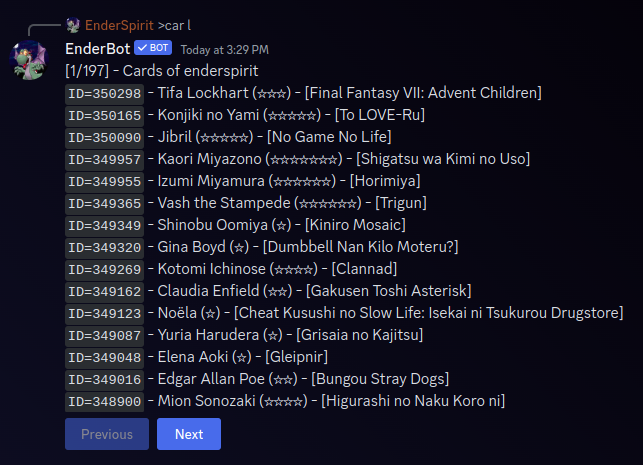 EnderSpirit >car l
EnderBot ✓ BOT Today at 3:29 PM
[1/197] - Cards of enderspirit
ID=350298 - Tifa Lockhart (☆☆☆) - [Final Fantasy VII: Advent Children]
ID=350165 - Konjiki no Yami (☆☆☆☆☆) - [To LOVE-Ru]
ID=350090 - Jibril (☆☆☆☆☆) - [No Game No Life]
ID=349957 - Kaori Miyazono (☆☆☆☆☆☆☆) - [Shigatsu wa Kimi no Uso]
ID=349955 - Izumi Miyamura (☆☆☆☆☆☆) - [Horimiya]
ID=349365 - Vash the Stampede (☆☆☆☆☆☆) - [Trigun]
ID=349349 - Shinobu Oomiya (☆) - [Kiniro Mosaic]
ID=349320 - Gina Boyd (☆) - [Dumbbell Nan Kilo Moteru?]
ID=349269 - Kotomi Ichinose (☆☆☆☆) - [Clannad]
ID=349162 - Claudia Enfield (☆☆) - [Gakusen Toshi Asterisk]
ID=349123 - Noëla (☆) - [Cheat Kusushi no Slow Life: Isekai ni Tsukurou Drugstore]
ID=349087 - Yuria Harudera (☆) - [Grisaia no Kajitsu]
ID=349048 - Elena Aoki (☆) - [Gleipnir]
ID=349016 - Edgar Allan Poe (☆☆) - [Bungou Stray Dogs]
ID=348900 - Mion Sonozaki (☆☆☆☆) - [Higurashi no Naku Koro ni]
Previous Next